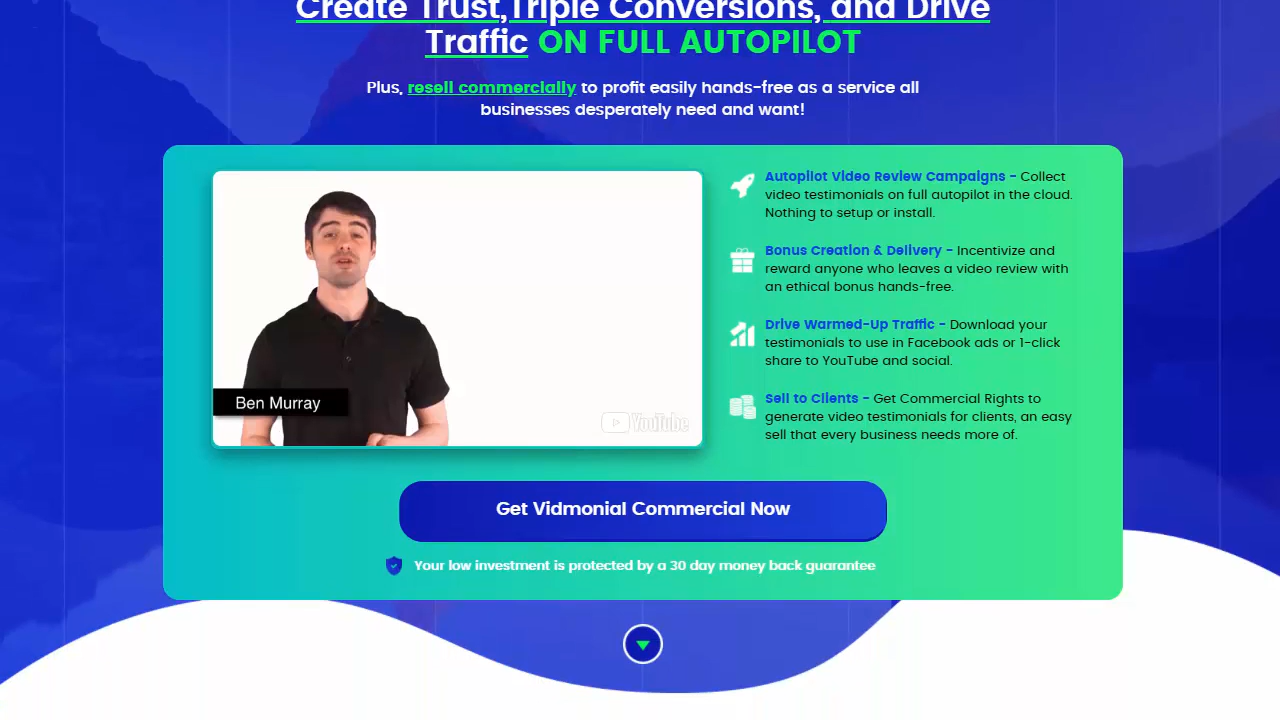 Create Trust,Triple Conversions, and Drive
Traffic ON FULL AUTOPILOT
Plus, resell commercially to profit easily hands-free as a service all
businesses desperately need and want!
Ben Murray
YouTube
Autopilot Video Review Campaigns - Collect
video testimonials on full autopilot in the cloud.
Nothing to setup or install.
Bonus Creation & Delivery - Incentivize and
reward anyone who leaves a video review with
an ethical bonus hands-free.
Drive Warmed-Up Traffic - Download your
testimonials to use in Facebook ads or 1-click
share to YouTube and social.
Sell to Clients - Get Commercial Rights to
generate video testimonials for clients, an easy
sell that every business needs more of.
Get Vidmonial Commercial Now
Your low investment is protected by a 30 day money back guarantee